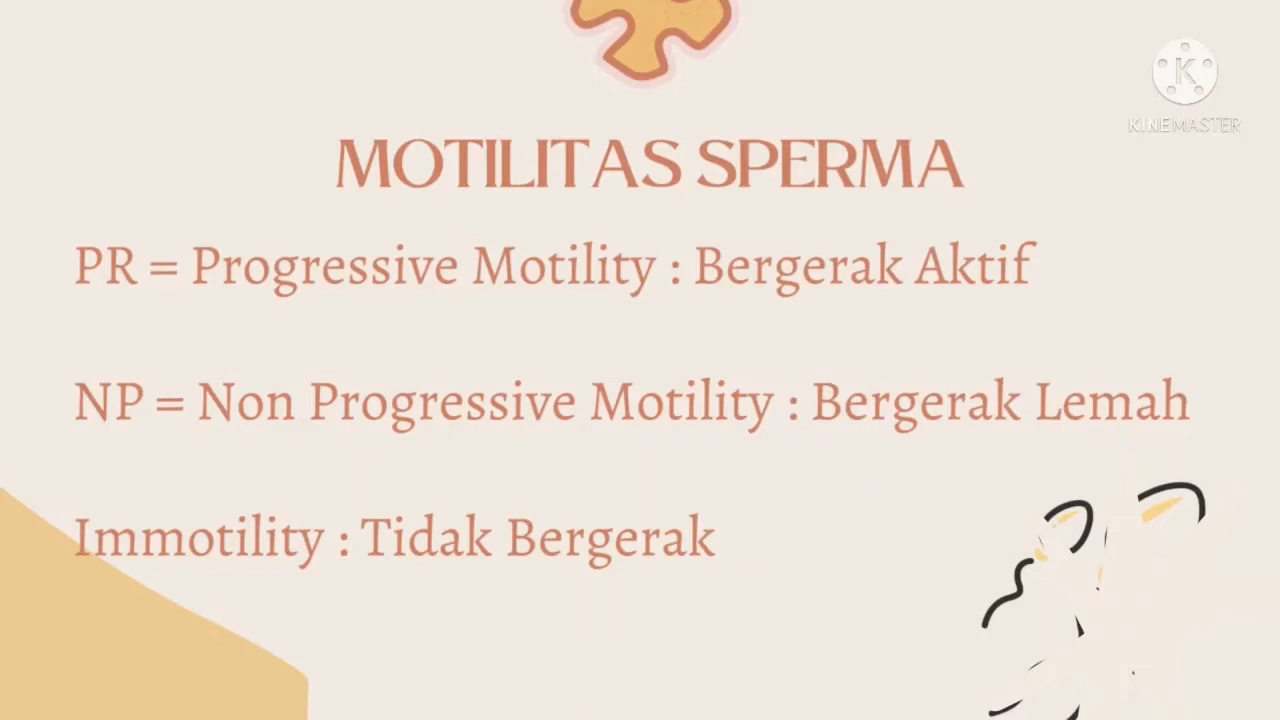 KINEMASTER
MOTILITAS SPERMA
PR = Progressive Motility : Bergerak Aktif
NP = Non Progressive Motility : Bergerak Lemah
Immotility : Tidak Bergerak